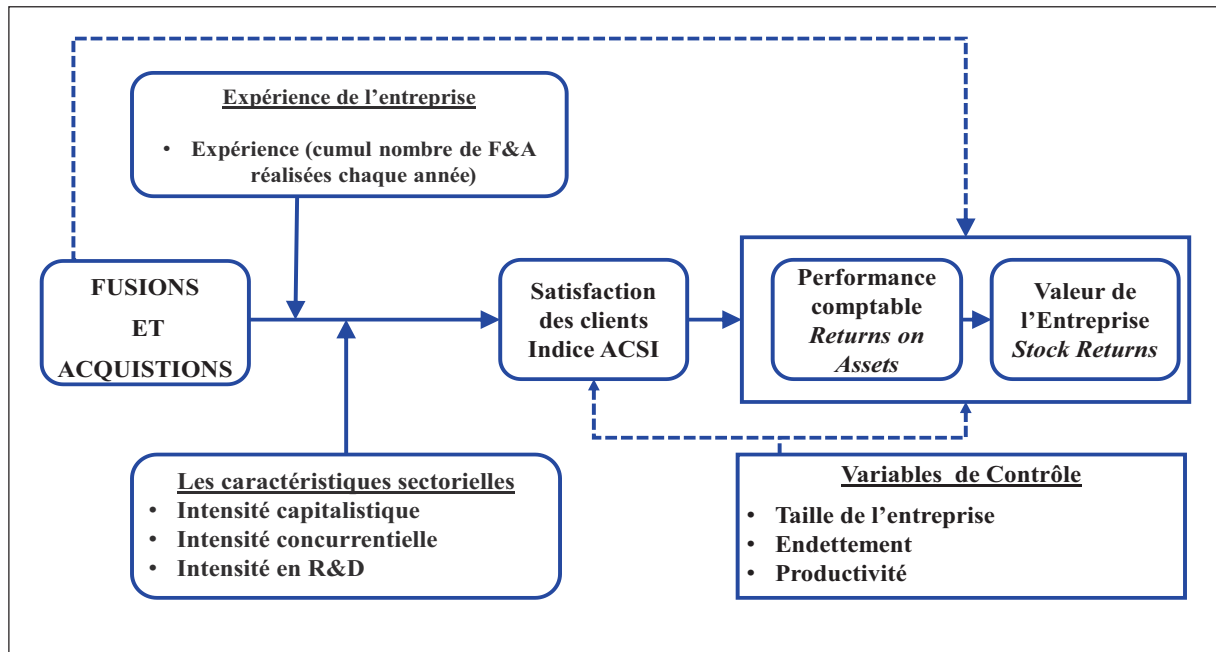 Expérience de l’entreprise
• Expérience (cumul nombre de F&A
réalisées chaque année)
FUSIONS
ET
ACQUISTIONS
Satisfaction
des clients
Indice ACSI
Performance
comptable
Returns on
Assets
Valeur de
l’Entreprise
Stock Returns
Les caractéristiques sectorielles
• Intensité capitalistique
• Intensité concurrentielle
• Intensité en R&D
Variables de Contrôle
• Taille de l’entreprise
• Endettement
• Productivité